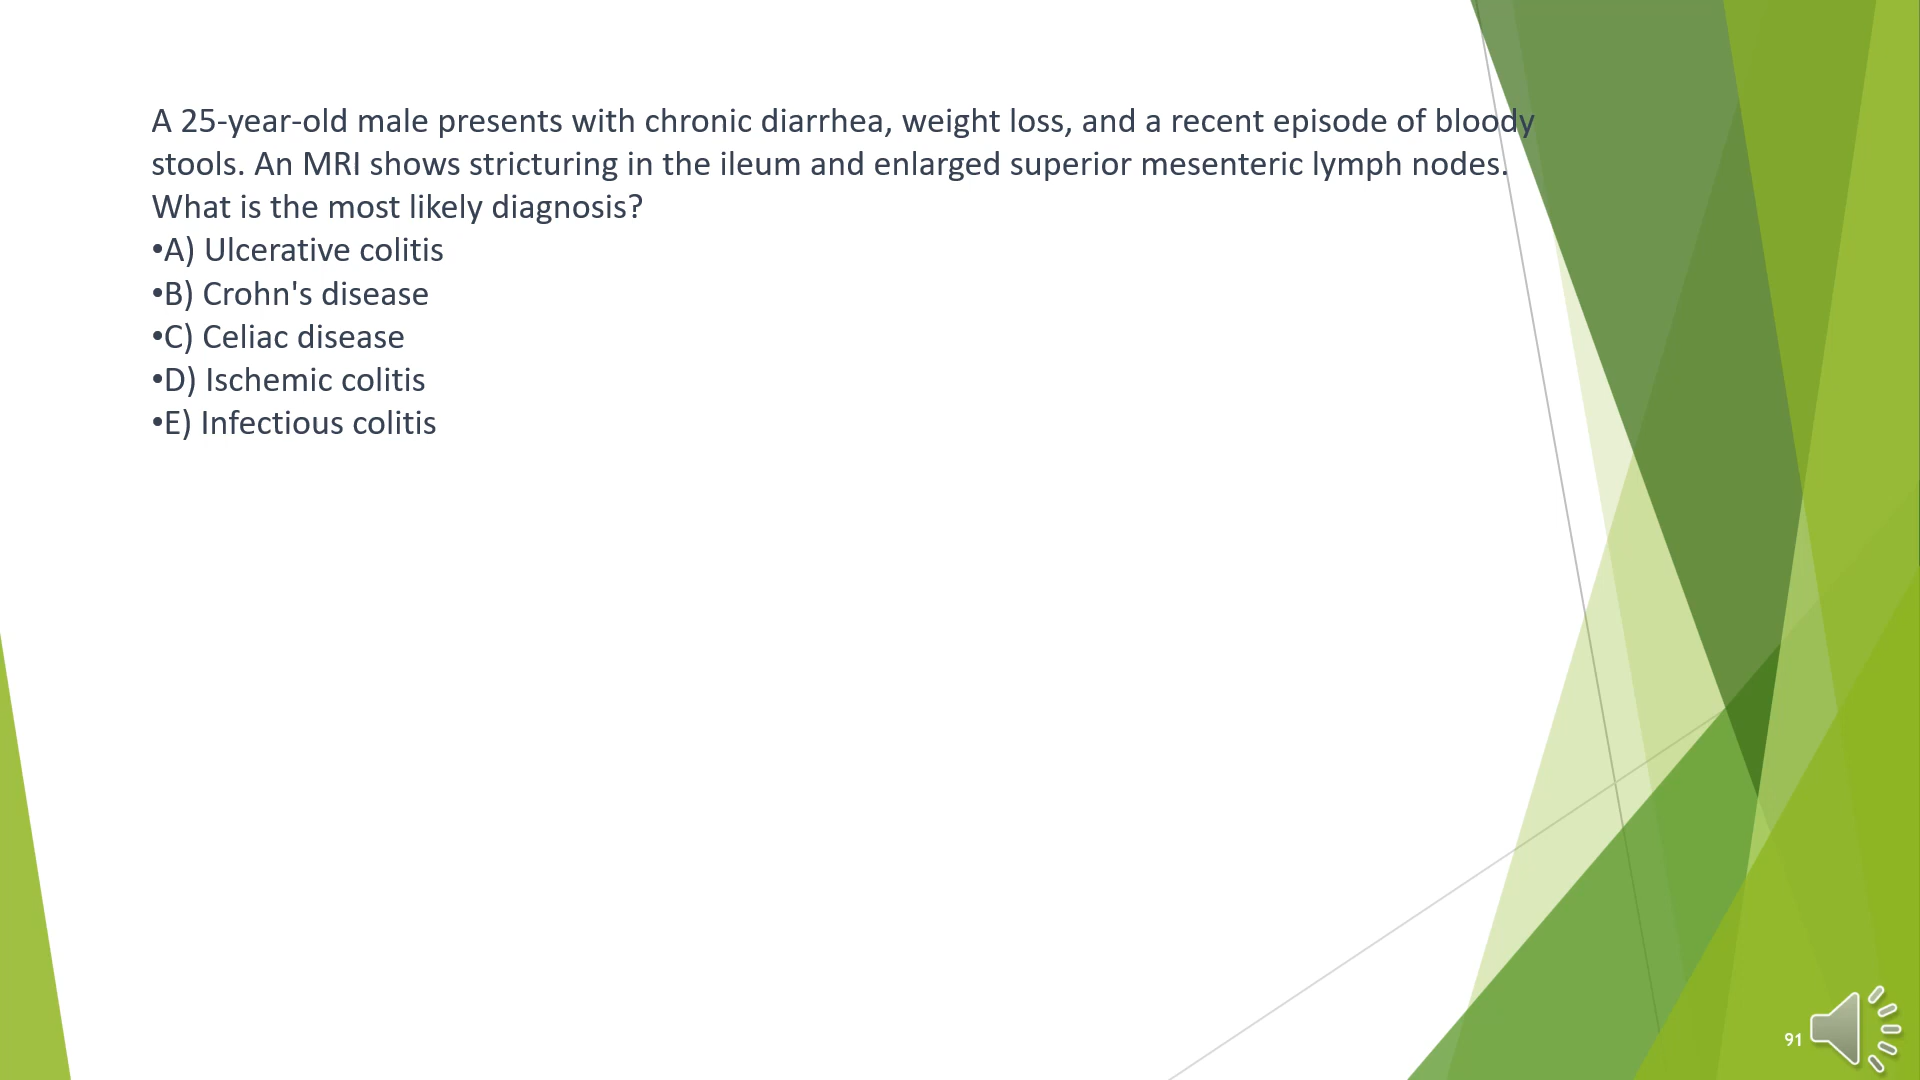 A 25-year-old male presents with chronic diarrhea, weight loss, and a recent episode of bloody
stools. An MRI shows stricturing in the ileum and enlarged superior mesenteric lymph nodes.
What is the most likely diagnosis?
•A) Ulcerative colitis
•B) Crohn's disease
•C) Celiac disease
•D) Ischemic colitis
•E) Infectious colitis
91